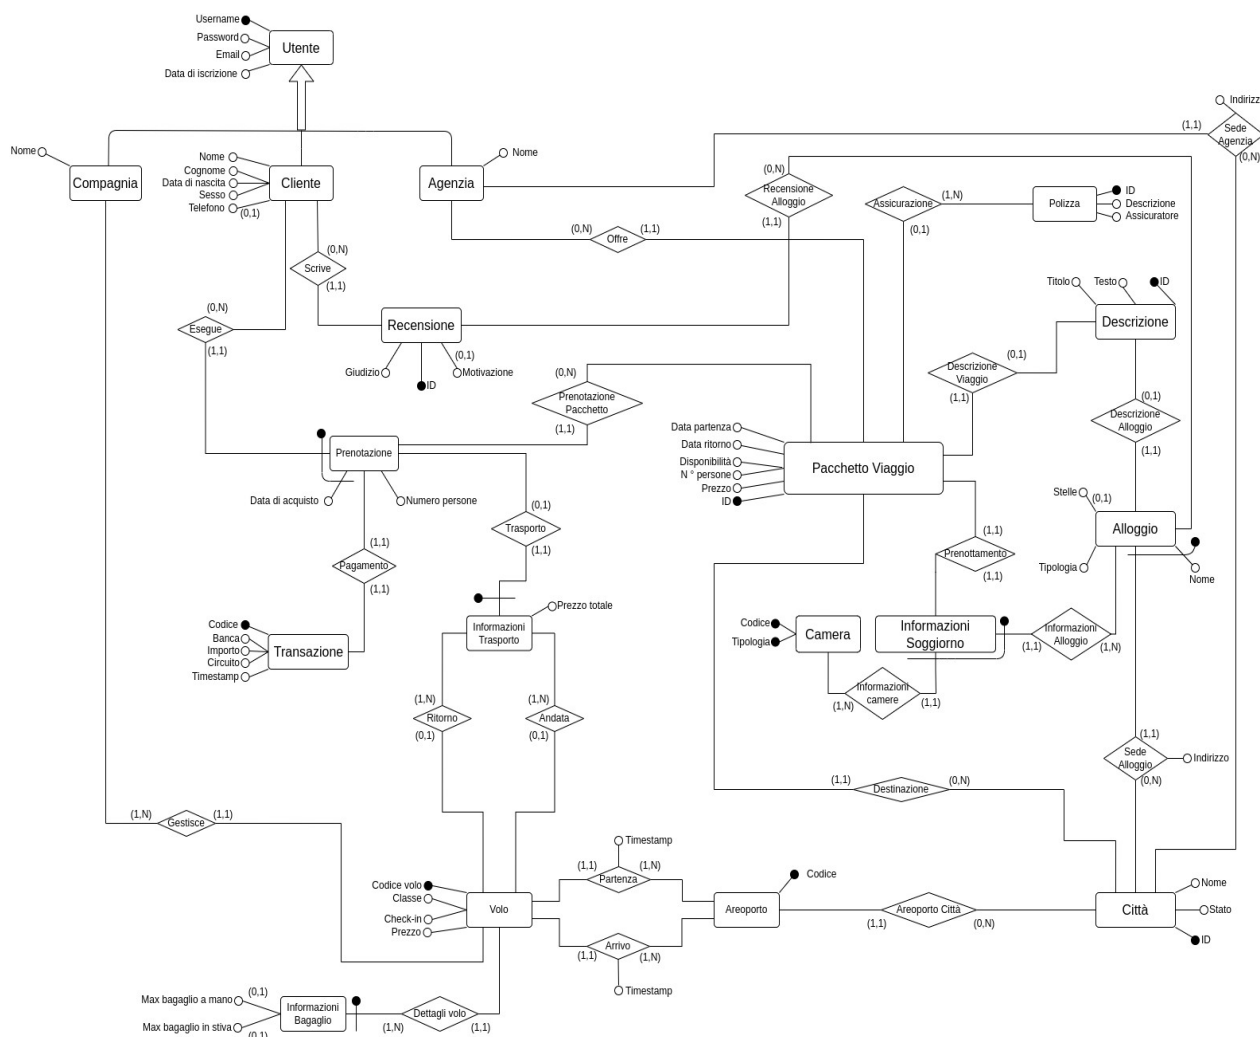 Username
Password
Email
Data di iscrizione
Utente
Nome
Compagnia
Nome
Cognome
Data di nascita
Sesso
Telefono
(0,1)
Cliente
Nome
Agenzia
(1,1)
Indirizz
Sede
Agenzia
(0,N)
(0,N)
Recensione
Alloggio
(1,1)
Assicurazione
(1,N)
(0,1)
Polizza
ID
Descrizione
Assicuratore
(0,N)
Offre
(1,1)
(0,N)
Scrive
(1,1)
(0,N)
Esegue
(1,1)
Recensione
Giudizio
ID
(0,1)
Motivazione
Titolo
Testo
ID
Descrizione
(0,1)
Descrizione
Viaggio
(1,1)
(0,N)
Prenotazione
Pacchetto
(1,1)
(0,1)
Descrizione
Alloggio
(1,1)
Data partenza
Data ritorno
Disponibilità
N ° persone
Prezzo
ID
Pacchetto Viaggio
Prenotazione
Data di acquisto
Numero persone
(0,1)
Trasporto
(1,1)
Stelle
(0,1)
Alloggio
Tipologia
Nome
(1,1)
Pagamento
(1,1)
(1,1)
Prenottamento
(1,1)
Prezzo totale
Informazioni
Trasporto
Codice
Banca
Importo
Circuito
Timestamp
Transazione
Codice
Tipologia
Camera
Informazioni
Soggiorno
(1,1)
Informazioni
Alloggio
(1,N)
(1,N)
Informazioni
camere
(1,1)
(1,N)
Ritorno
(0,1)
(1,N)
Andata
(0,1)
(1,1)
Sede
Alloggio
(0,N)
Indirizzo
(1,1)
Destinazione
(0,N)
(1,N)
Gestisce
(1,1)
Timestamp
(1,1)
Partenza
(1,N)
Codice volo
Classe
Check-in
Prezzo
Volo
Codice
Areoporto
(1,1)
Areoporto Città
(0,N)
Città
Nome
Stato
ID
(1,1)
Arrivo
(1,N)
Timestamp
Max bagaglio a mano
(0,1)
Max bagaglio in stiva
(0,1)
Informazioni
Bagaglio
(1,N)
Dettagli volo
(1,1)